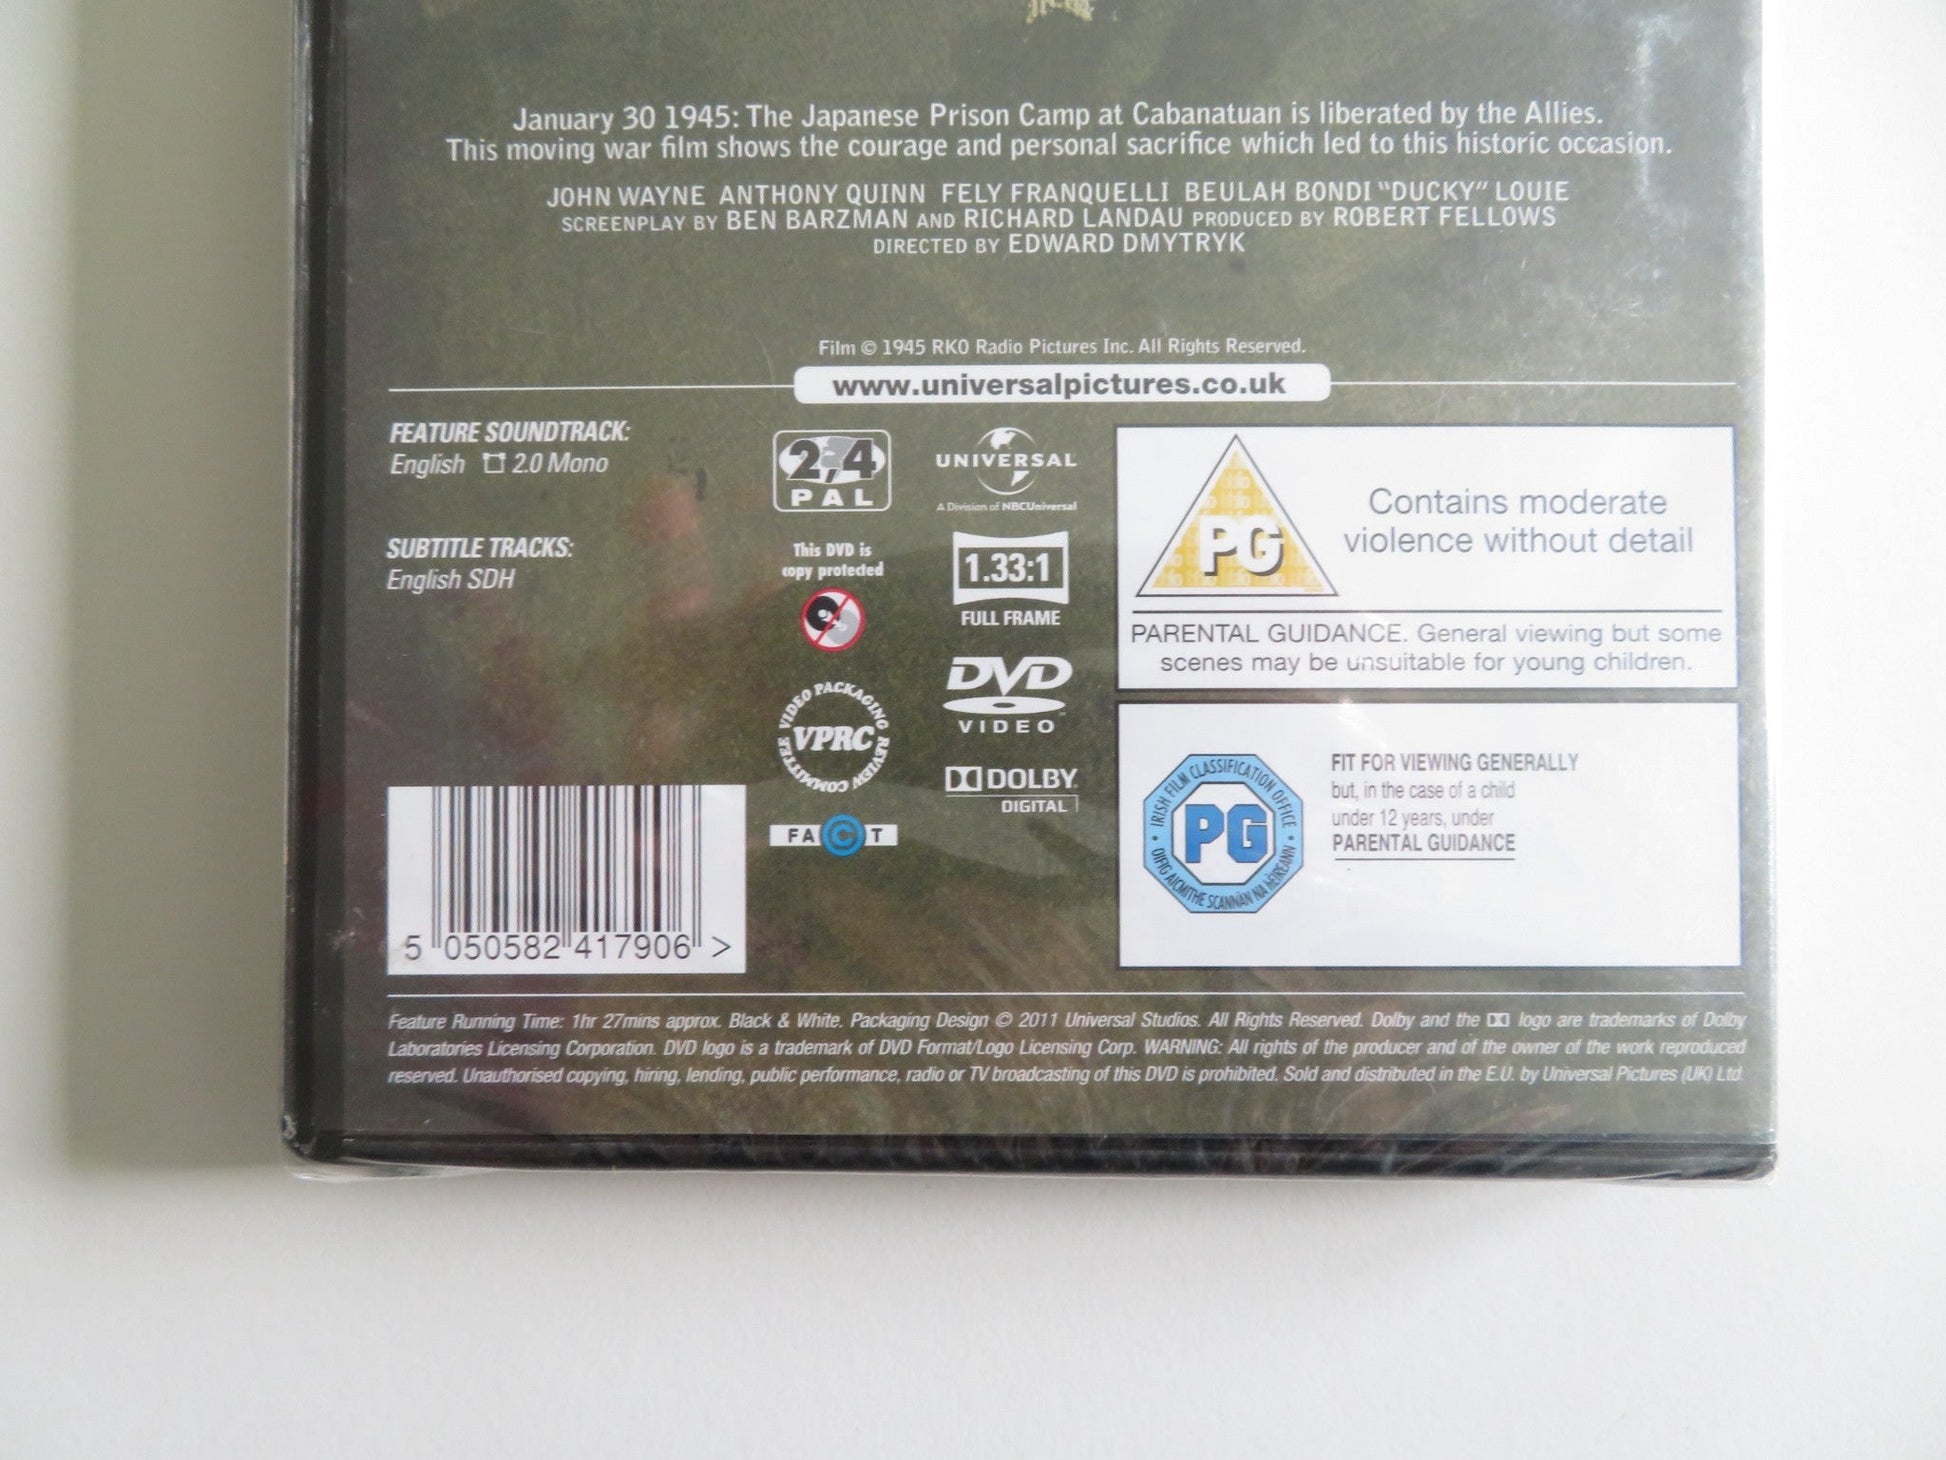 January 30 1945: The Japanese Prison Camp at Cabanatuan is liberated by the Allies.
This moving war film shows the courage and personal sacrifice which led to this historic occasion.
JOHN WAYNE ANTHONY QUINN FELY FRANQUELLI BEULAH BONDI "DUCKY" LOUIE
SCREENPLAY BY BEN BARZMAN AND RICHARD LANDAU PRODUCED BY ROBERT FELLOWS
DIRECTED BY EDWARD DMYTRYK
Film © 1945 RKO Radio Pictures Inc. All Rights Reserved.
www.universalpictures.co.uk
FEATURE SOUNDTRACK:
English 2.0 Mono
SUBTITLE TRACKS:
English SDH
2,4
PAL
This DVD is
copy protected
VIDEO PACKAGING REVIEW COMMITTEE
VPRC
FACT
UNIVERSAL
A Division of NBCUniversal
1.33:1
FULL FRAME
DVD
VIDEO
DOLBY
DIGITAL
PG
Contains moderate
violence without detail
PARENTAL GUIDANCE. General viewing but some
scenes may be unsuitable for young children.
IRISH FILM CLASSIFICATION OFFICE
PG
OIFIG AICMITHE SCANNÁN NA HÉIREANN
FIT FOR VIEWING GENERALLY
but, in the case of a child
under 12 years, under
PARENTAL GUIDANCE
5 050582 417906 >
Feature Running Time: 1hr 27mins approx. Black & White. Packaging Design © 2011 Universal Studios. All Rights Reserved. Dolby and the logo are trademarks of Dolby
Laboratories Licensing Corporation. DVD logo is a trademark of DVD Format/Logo Licensing Corp. WARNING: All rights of the producer and of the owner of the work reproduced
reserved. Unauthorised copying, hiring, lending, public performance, radio or TV broadcasting of this DVD is prohibited. Sold and distributed in the E.U. by Universal Pictures (UK) Ltd.